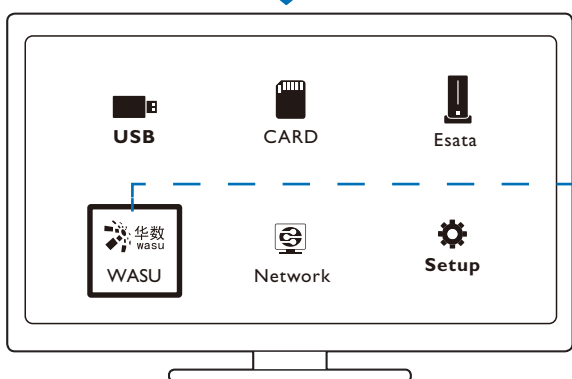 USB
CARD
Esata
华数
wasu
WASU
Network
Setup